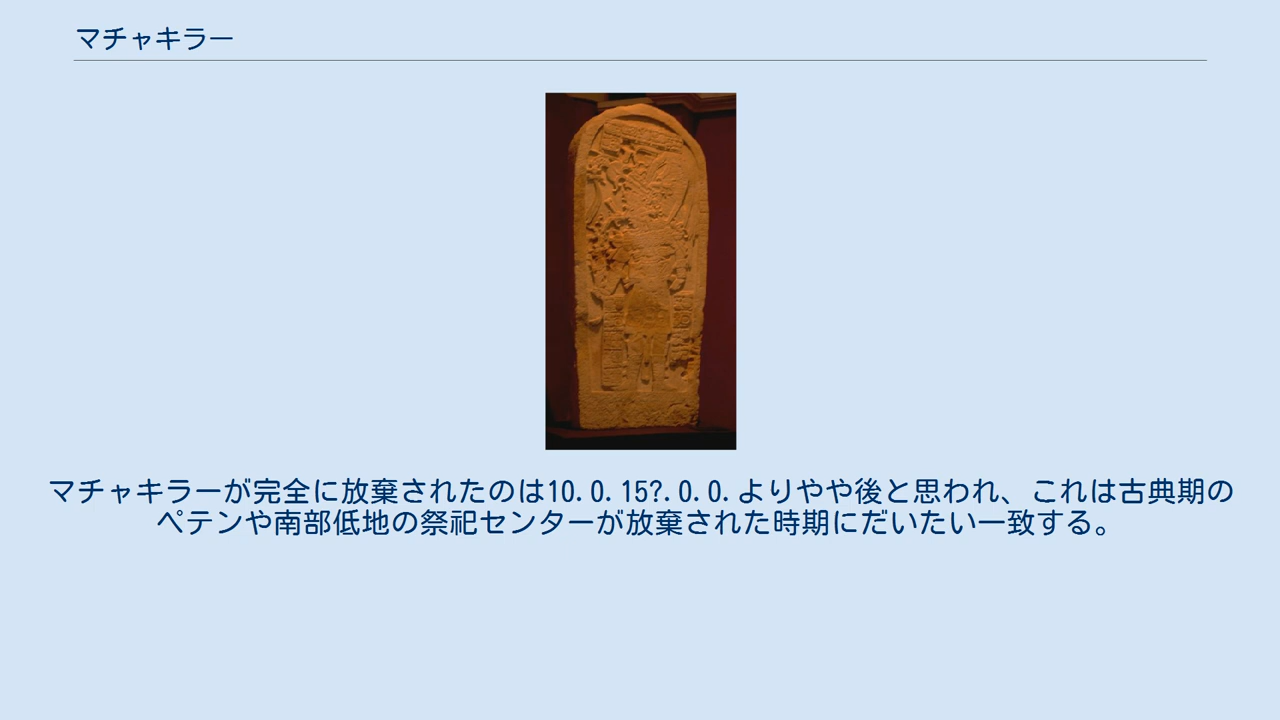 マチャキラー
マチャキラーが完全に放棄されたのは10.0.15?.0.0.よりやや後と思われ、これは古典期の
ペテンや南部低地の祭祀センターが放棄された時期にだいたい一致する。